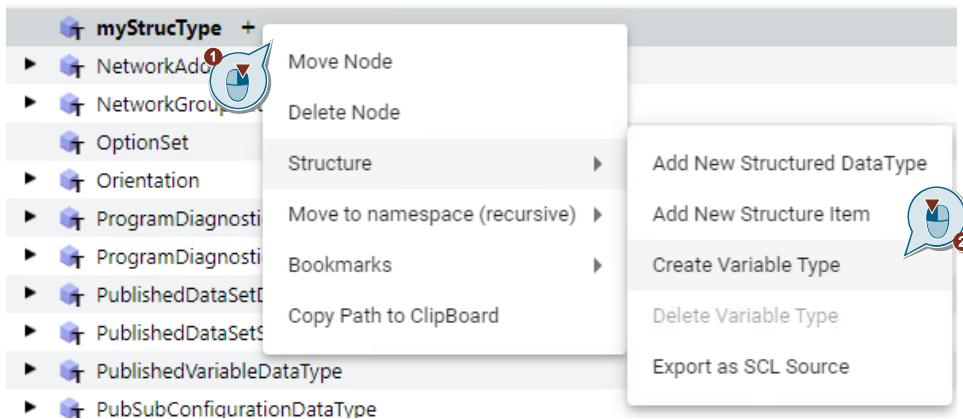 myStrucType +
1
NetworkAdd
NetworkGroup
OptionSet
Orientation
ProgramDiagnosti
ProgramDiagnosti
PublishedDataSetD
PublishedDataSetS
PublishedVariableDataType
PubSubConfigurationDataType
Move Node
Delete Node
Structure
Move to namespace (recursive)
Bookmarks
Copy Path to ClipBoard
Add New Structured DataType
Add New Structure Item
2
Create Variable Type
Delete Variable Type
Export as SCL Source